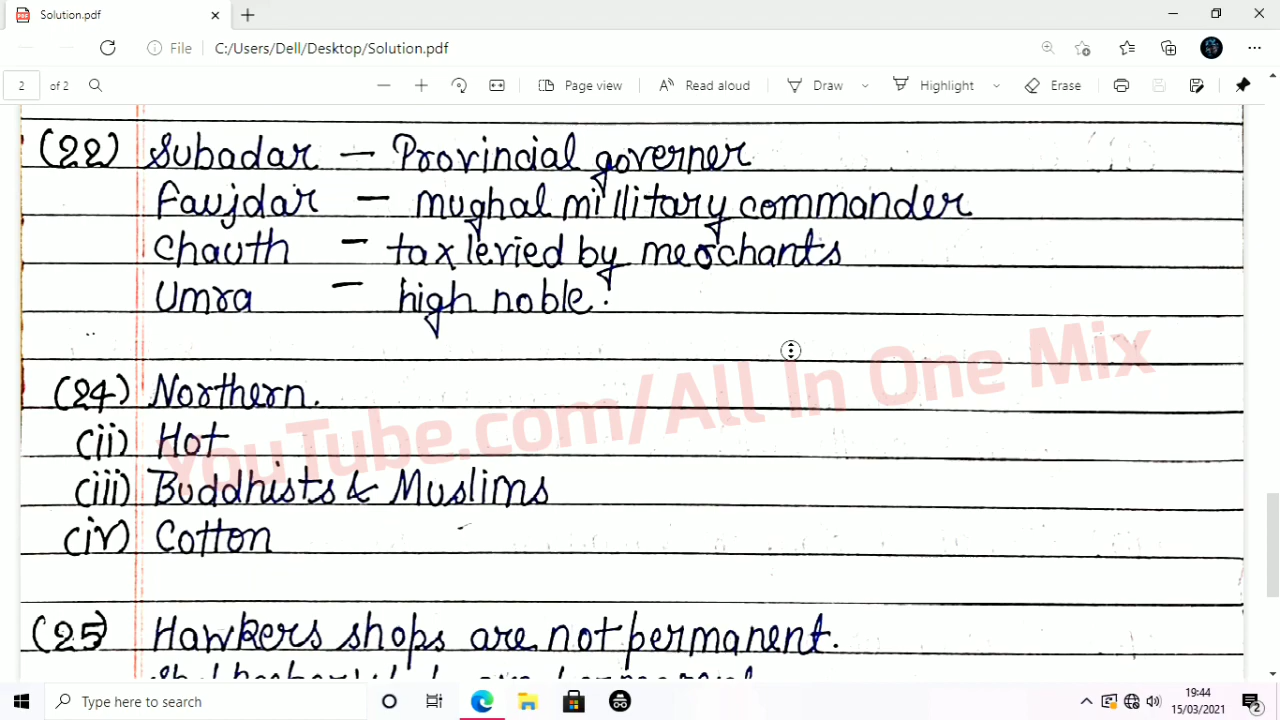 Solution.pdf
File C:/Users/Dell/Desktop/Solution.pdf
2 of 2 Page view Read aloud Draw Highlight Erase
(22) Subadar — Provincial governer
Faujdar — mughal millitary commander
Chauth — tax levied by merchants
Umra — high noble.
(24) Northern.
(ii) Hot
(iii) Buddhists & Muslims
(iv) Cotton
YouTube.com/All In One Mix
(25) Hawkers shops are not permanent.
Type here to search
19:44
15/03/2021
2